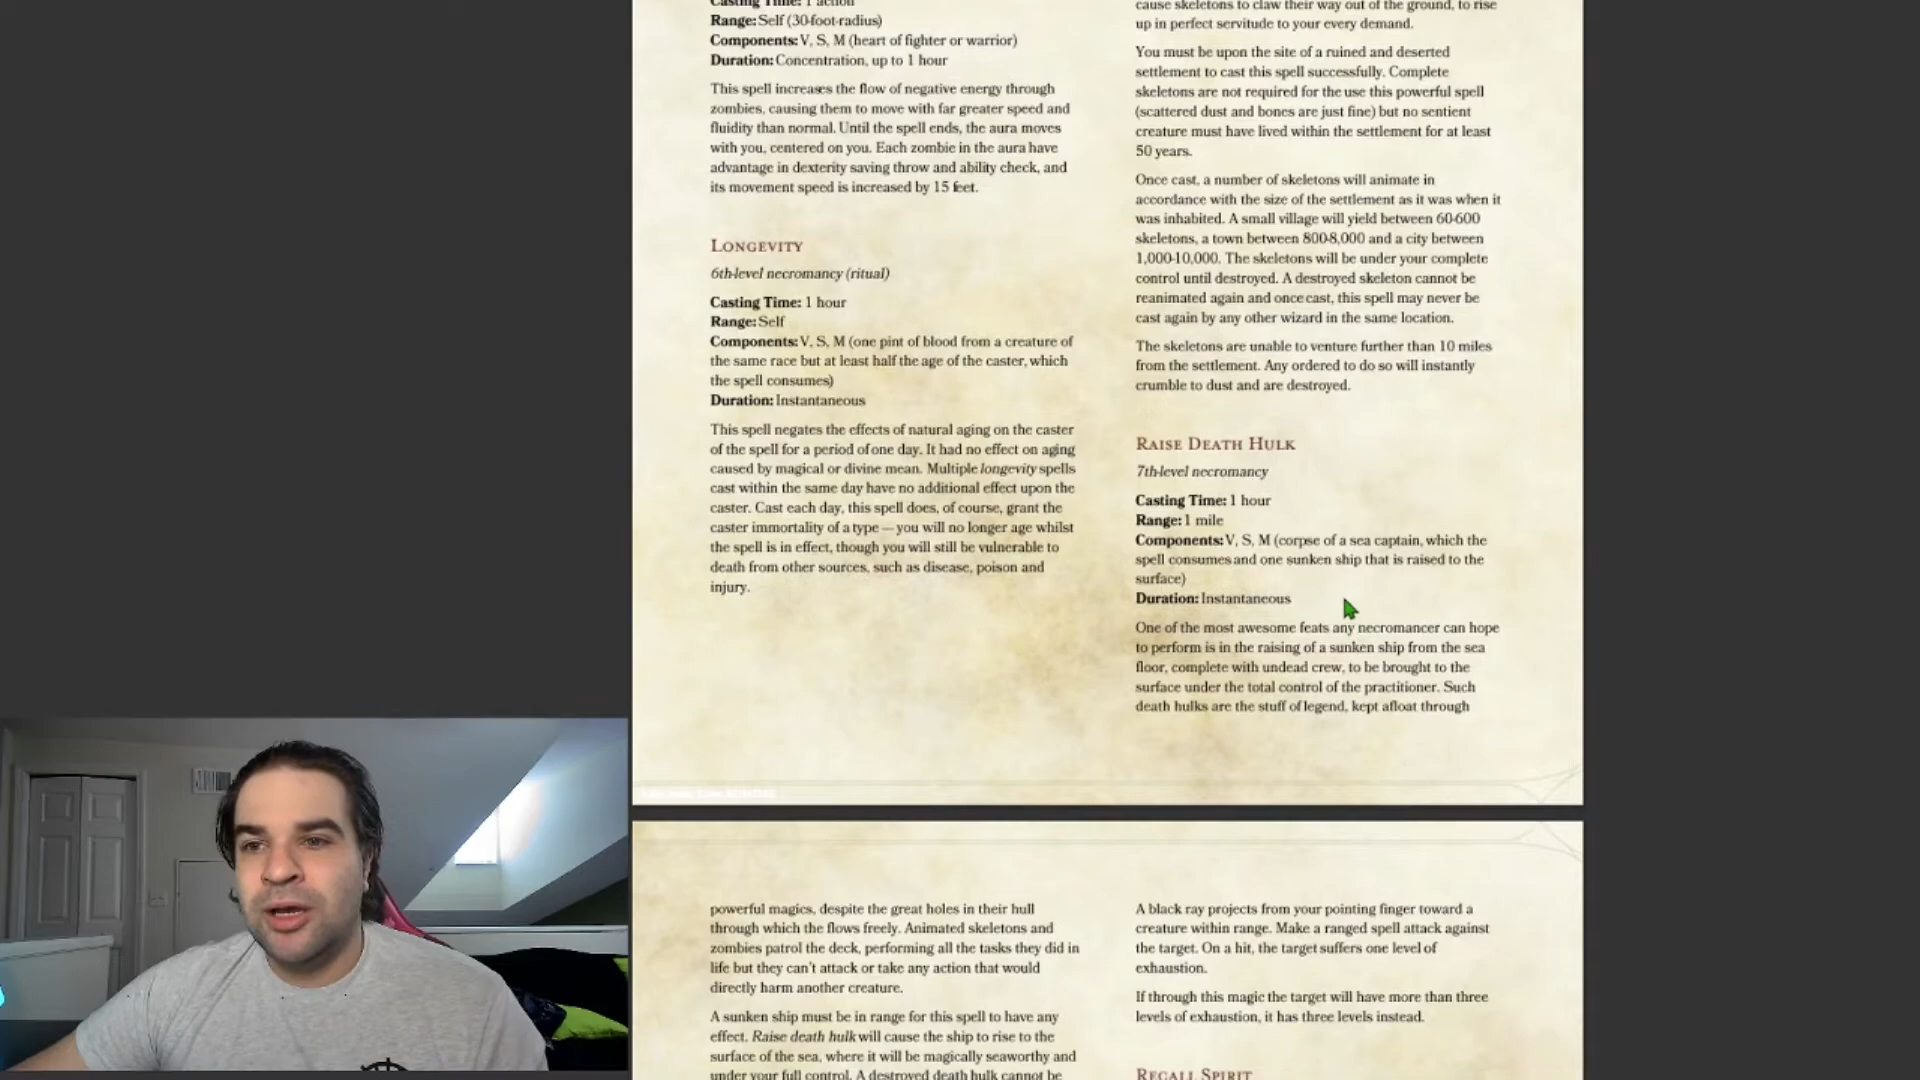 Casting Time: 1 action
Range: Self (30-foot-radius)
Components: V, S, M (heart of fighter or warrior)
Duration: Concentration, up to 1 hour
This spell increases the flow of negative energy through
zombies, causing them to move with far greater speed and
fluidity than normal. Until the spell ends, the aura moves
with you, centered on you. Each zombie in the aura have
advantage in dexterity saving throw and ability check, and
its movement speed is increased by 15 feet.
LONGEVITY
6th-level necromancy (ritual)
Casting Time: 1 hour
Range: Self
Components: V, S, M (one pint of blood from a creature of
the same race but at least half the age of the caster, which
the spell consumes)
Duration: Instantaneous
This spell negates the effects of natural aging on the caster
of the spell for a period of one day. It had no effect on aging
caused by magical or divine mean. Multiple longevity spells
cast within the same day have no additional effect upon the
caster. Cast each day, this spell does, of course, grant the
caster immortality of a type — you will no longer age whilst
the spell is in effect, though you will still be vulnerable to
death from other sources, such as disease, poison and
injury.
cause skeletons to claw their way out of the ground, to rise
up in perfect servitude to your every demand.
You must be upon the site of a ruined and deserted
settlement to cast this spell successfully. Complete
skeletons are not required for the use this powerful spell
(scattered dust and bones are just fine) but no sentient
creature must have lived within the settlement for at least
50 years.
Once cast, a number of skeletons will animate in
accordance with the size of the settlement as it was when it
was inhabited. A small village will yield between 60-600
skeletons, a town between 800-8,000 and a city between
1,000-10,000. The skeletons will be under your complete
control until destroyed. A destroyed skeleton cannot be
reanimated again and once cast, this spell may never be
cast again by any other wizard in the same location.
The skeletons are unable to venture further than 10 miles
from the settlement. Any ordered to do so will instantly
crumble to dust and are destroyed.
RAISE DEATH HULK
7th-level necromancy
Casting Time: 1 hour
Range: 1 mile
Components: V, S, M (corpse of a sea captain, which the
spell consumes and one sunken ship that is raised to the
surface)
Duration: Instantaneous
One of the most awesome feats any necromancer can hope
to perform is in the raising of a sunken ship from the sea
floor, complete with undead crew, to be brought to the
surface under the total control of the practitioner. Such
death hulks are the stuff of legend, kept afloat through
powerful magics, despite the great holes in their hull
through which the flows freely. Animated skeletons and
zombies patrol the deck, performing all the tasks they did in
life but they can't attack or take any action that would
directly harm another creature.
A sunken ship must be in range for this spell to have any
effect. Raise death hulk will cause the ship to rise to the
surface of the sea, where it will be magically seaworthy and
under your full control. A destroyed death hulk cannot be
A black ray projects from your pointing finger toward a
creature within range. Make a ranged spell attack against
the target. On a hit, the target suffers one level of
exhaustion.
If through this magic the target will have more than three
levels of exhaustion, it has three levels instead.
RECALL SPIRIT